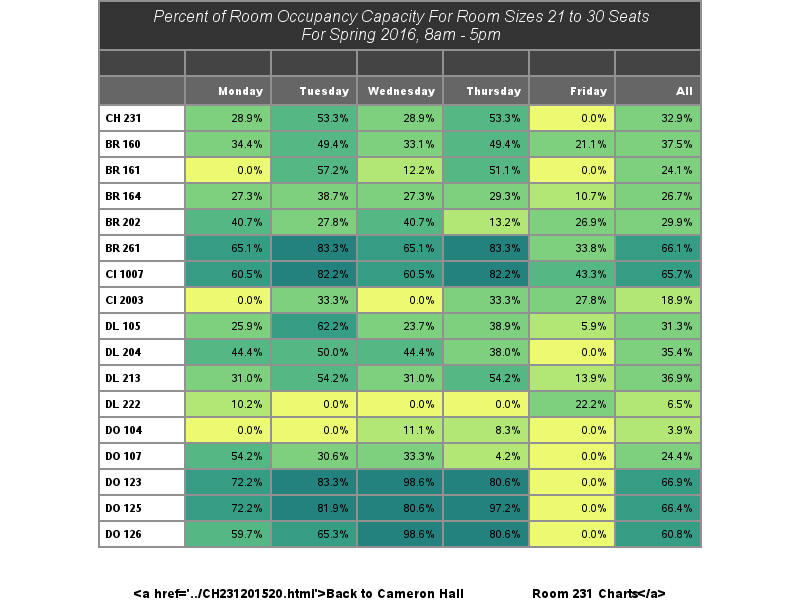 Percent of Room Occupancy Capacity For Room Sizes 21 to 30 Seats
For Spring 2016, 8am - 5pm
Monday Tuesday Wednesday Thursday Friday All
CH 231 28.9% 53.3% 28.9% 53.3% 0.0% 32.9%
BR 160 34.4% 49.4% 33.1% 49.4% 21.1% 37.5%
BR 161 0.0% 57.2% 12.2% 51.1% 0.0% 24.1%
BR 164 27.3% 38.7% 27.3% 29.3% 10.7% 26.7%
BR 202 40.7% 27.8% 40.7% 13.2% 26.9% 29.9%
BR 261 65.1% 83.3% 65.1% 83.3% 33.8% 66.1%
CI 1007 60.5% 82.2% 60.5% 82.2% 43.3% 65.7%
CI 2003 0.0% 33.3% 0.0% 33.3% 27.8% 18.9%
DL 105 25.9% 62.2% 23.7% 38.9% 5.9% 31.3%
DL 204 44.4% 50.0% 44.4% 38.0% 0.0% 35.4%
DL 213 31.0% 54.2% 31.0% 54.2% 13.9% 36.9%
DL 222 10.2% 0.0% 0.0% 0.0% 22.2% 6.5%
DO 104 0.0% 0.0% 11.1% 8.3% 0.0% 3.9%
DO 107 54.2% 30.6% 33.3% 4.2% 0.0% 24.4%
DO 123 72.2% 83.3% 98.6% 80.6% 0.0% 66.9%
DO 125 72.2% 81.9% 80.6% 97.2% 0.0% 66.4%
DO 126 59.7% 65.3% 98.6% 80.6% 0.0% 60.8%
<a href='../CH231201520.html'>Back to Cameron Hall Room 231 Charts</a>